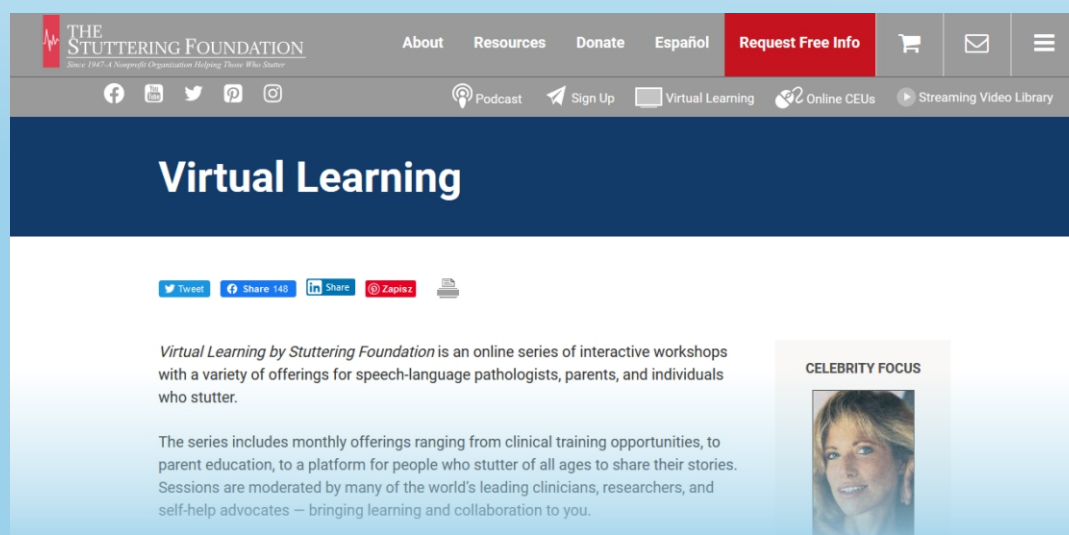 THE
STUTTERING FOUNDATION
Since 1947-A Nonprofit Organization Helping Those Who Stutter
About Resources Donate Español Request Free Info
Podcast Sign Up Virtual Learning Online CEUs Streaming Video Library
Virtual Learning
Tweet Share 148 in Share Zapisz
Virtual Learning by Stuttering Foundation is an online series of interactive workshops
with a variety of offerings for speech-language pathologists, parents, and individuals
who stutter.
The series includes monthly offerings ranging from clinical training opportunities, to
parent education, to a platform for people who stutter of all ages to share their stories.
Sessions are moderated by many of the world's leading clinicians, researchers, and
self-help advocates — bringing learning and collaboration to you.
CELEBRITY FOCUS